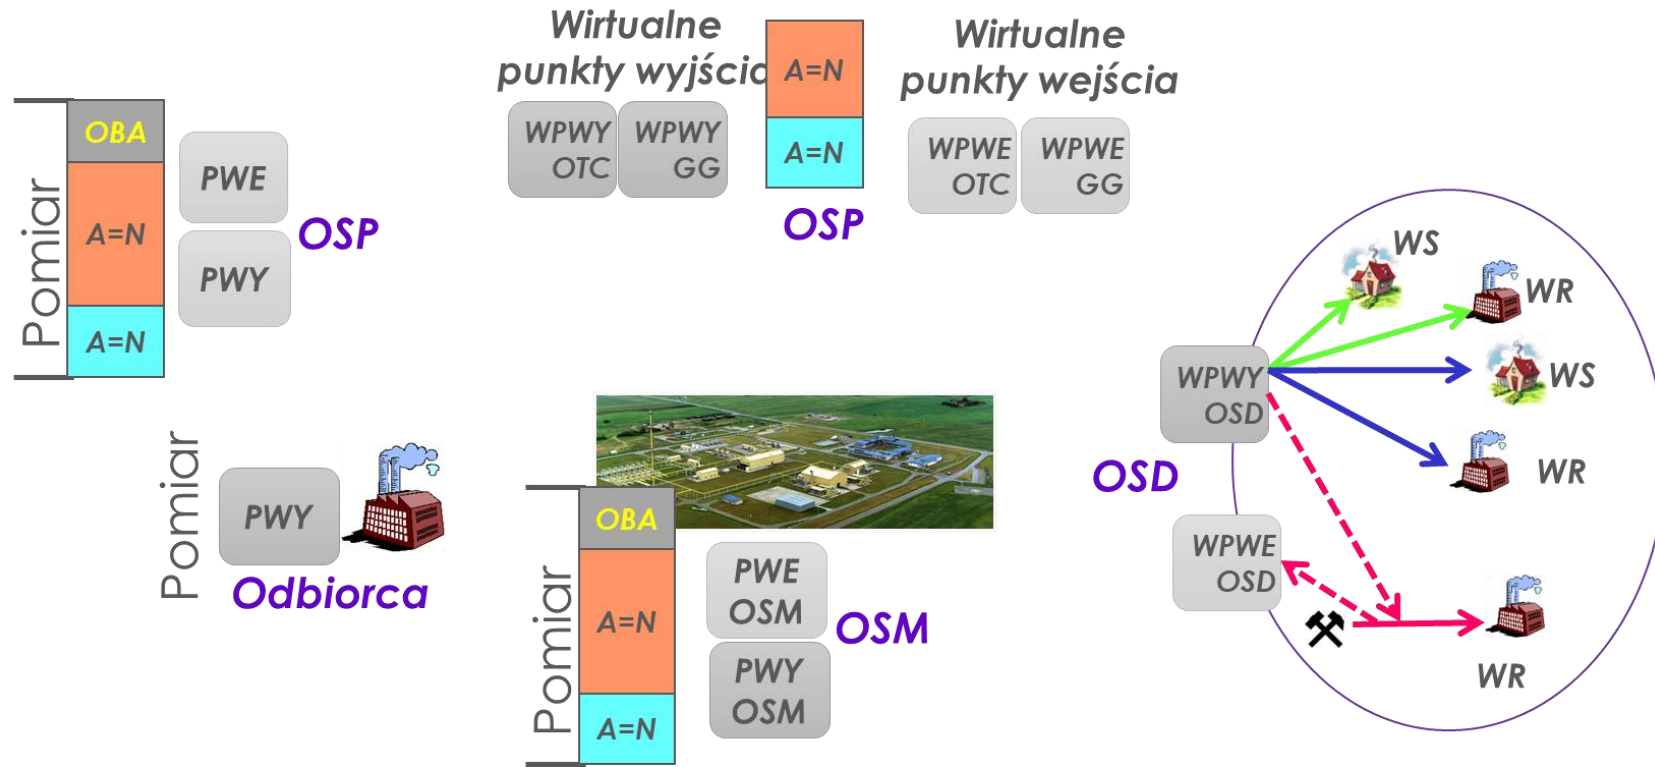 Wirtualne
punkty wyjścia
A=N
A=N
Wirtualne
punkty wejścia
WPWY
OTC
WPWY
GG
WPWE
OTC
WPWE
GG
OSP
Pomiar
OBA
A=N
A=N
PWE
PWY
OSP
Pomiar
PWY
Odbiorca
Pomiar
OBA
A=N
A=N
PWE
OSM
PWY
OSM
OSM
WS
WR
WS
WR
WPWY
OSD
OSD
WPWE
OSD
WR